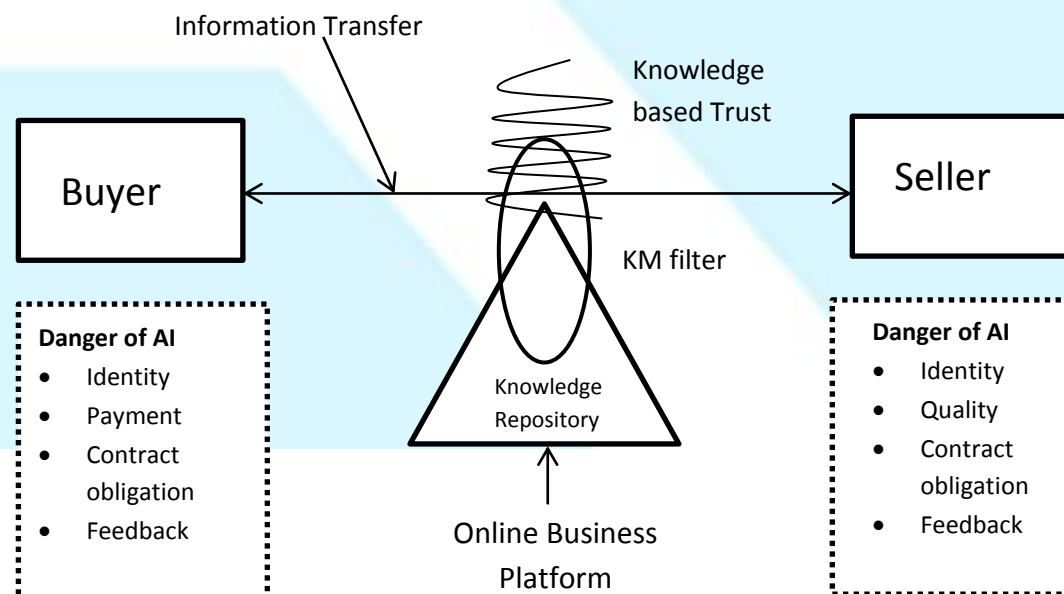 Information Transfer
Knowledge
based Trust
Buyer
Seller
KM filter
Danger of AI
• Identity
• Payment
• Contract
obligation
• Feedback
Knowledge
Repository
Online Business
Platform
Danger of AI
• Identity
• Quality
• Contract
obligation
• Feedback